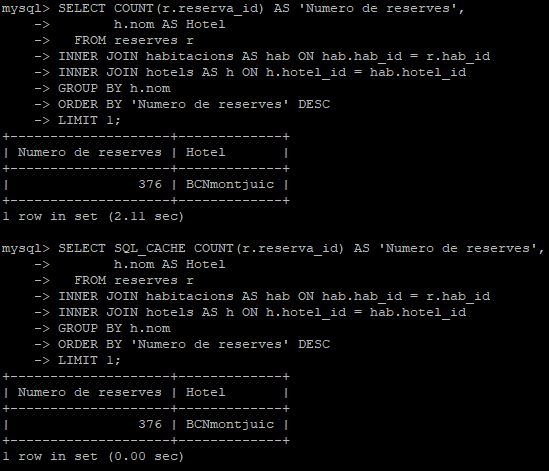 mysql> SELECT COUNT(r.reserva_id) AS 'Numero de reserves',
    ->        h.nom AS Hotel
    ->   FROM reserves r
    -> INNER JOIN habitacions AS hab ON hab.hab_id = r.hab_id
    -> INNER JOIN hotels AS h ON h.hotel_id = hab.hotel_id
    -> GROUP BY h.nom
    -> ORDER BY 'Numero de reserves' DESC
    -> LIMIT 1;
+--------------------+-------------+
| Numero de reserves | Hotel       |
+--------------------+-------------+
|                376 | BCNmontjuic |
+--------------------+-------------+
1 row in set (2.11 sec)
mysql> SELECT SQL_CACHE COUNT(r.reserva_id) AS 'Numero de reserves',
    ->        h.nom AS Hotel
    ->   FROM reserves r
    -> INNER JOIN habitacions AS hab ON hab.hab_id = r.hab_id
    -> INNER JOIN hotels AS h ON h.hotel_id = hab.hotel_id
    -> GROUP BY h.nom
    -> ORDER BY 'Numero de reserves' DESC
    -> LIMIT 1;
+--------------------+-------------+
| Numero de reserves | Hotel       |
+--------------------+-------------+
|                376 | BCNmontjuic |
+--------------------+-------------+
1 row in set (0.00 sec)